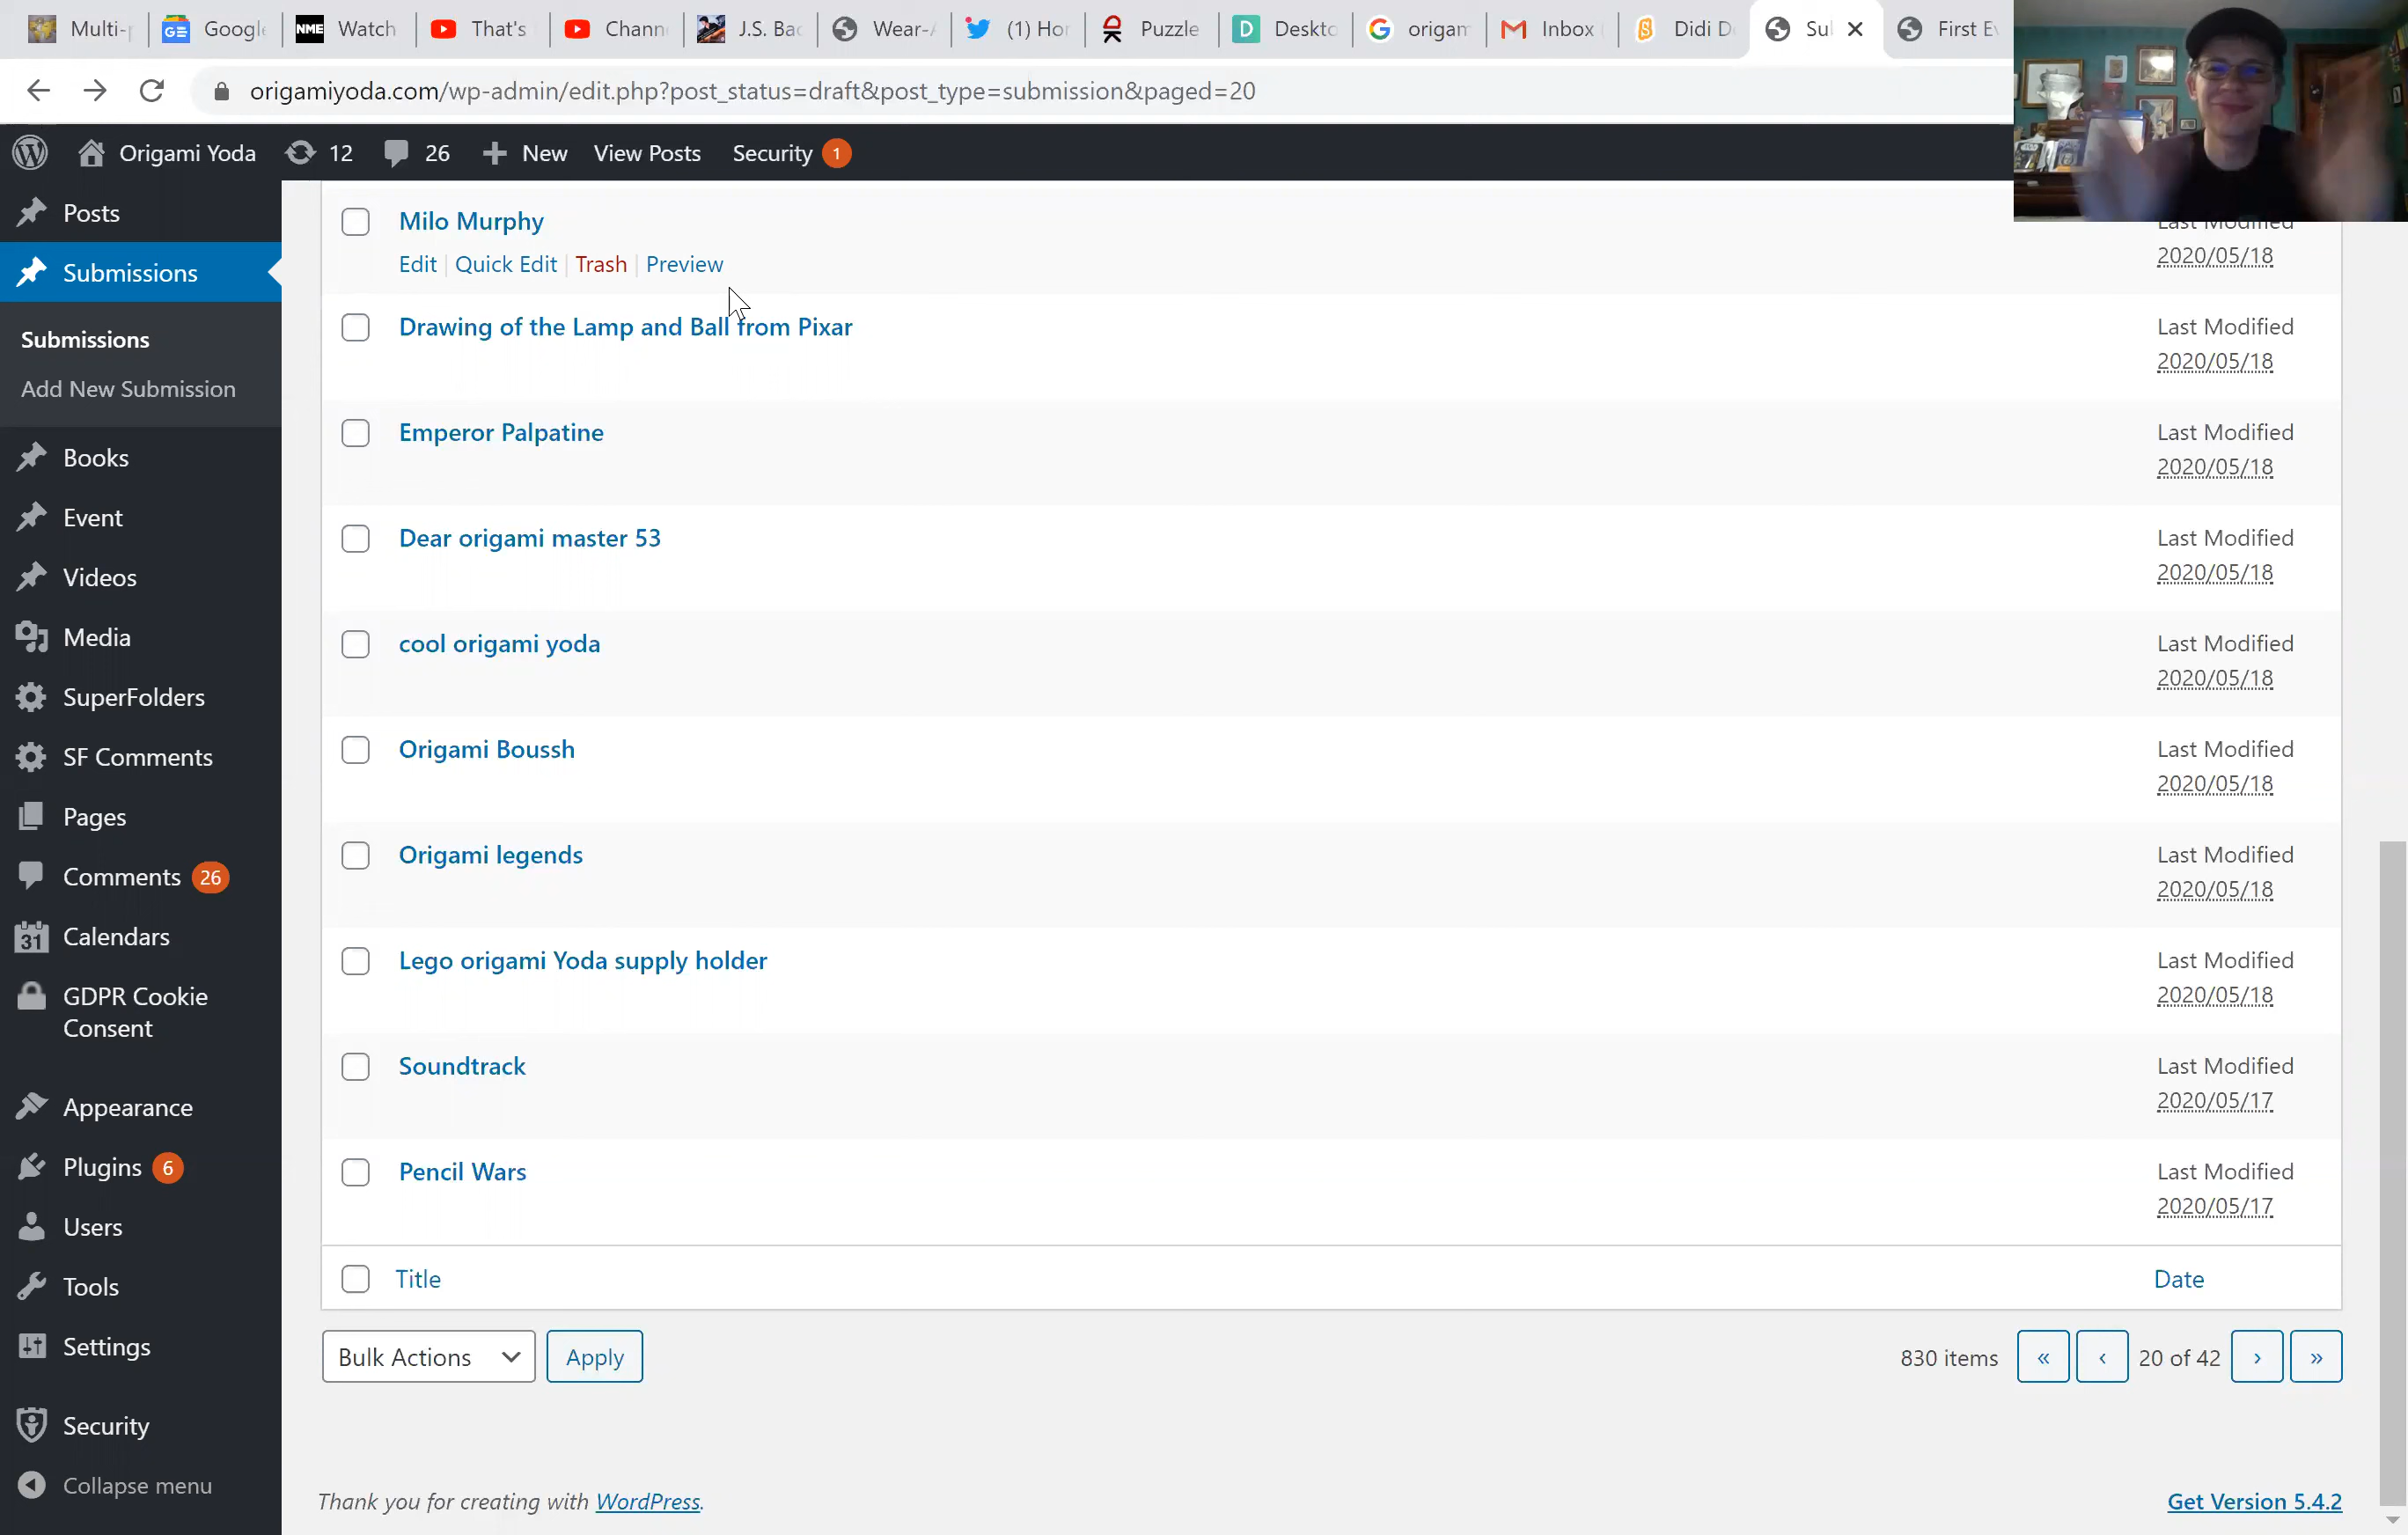 Multi-
GE Google
NME Watch
That's
Chann
J.S. Bac
Wear-A
(1) Hor
Puzzle
D Deskto
origam
Inbox
Didi D
Su
First Ev
origamiyoda.com/wp-admin/edit.php?post_status=draft&post_type=submission&paged=20
Origami Yoda 12 26 New View Posts Security 1
Posts
Submissions
Submissions
Add New Submission
Books
Event
Videos
Media
SuperFolders
SF Comments
Pages
Comments 26
31 Calendars
GDPR Cookie
Consent
Appearance
Plugins 6
Users
Tools
Settings
Security
Collapse menu
Milo Murphy
Edit | Quick Edit | Trash | Preview
Last Modified
2020/05/18
Drawing of the Lamp and Ball from Pixar
Last Modified
2020/05/18
Emperor Palpatine
Last Modified
2020/05/18
Dear origami master 53
Last Modified
2020/05/18
cool origami yoda
Last Modified
2020/05/18
Origami Boussh
Last Modified
2020/05/18
Origami legends
Last Modified
2020/05/18
Lego origami Yoda supply holder
Last Modified
2020/05/18
Soundtrack
Last Modified
2020/05/17
Pencil Wars
Last Modified
2020/05/17
Title Date
Bulk Actions Apply 830 items « ‹ 20 of 42 › »
Thank you for creating with WordPress. Get Version 5.4.2